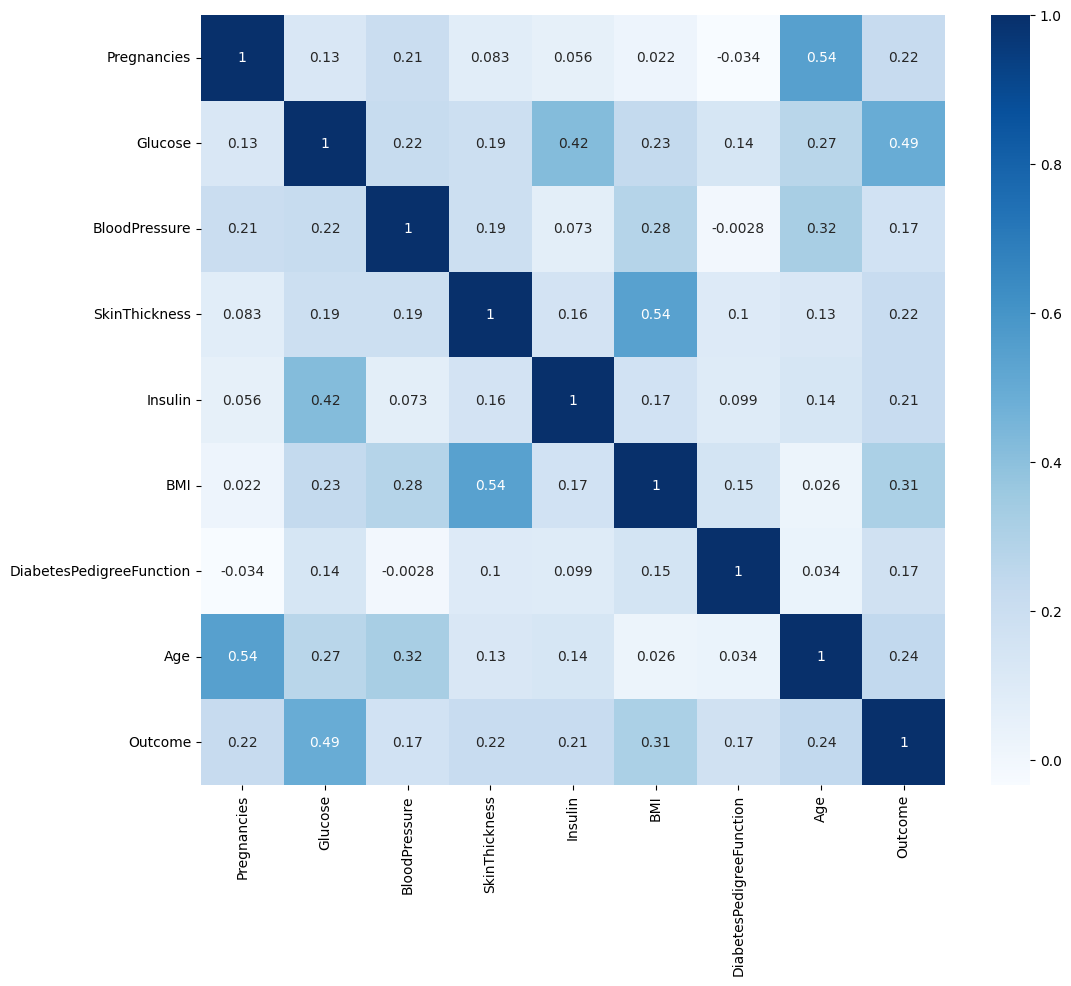 Pregnancies 1 0.13 0.21 0.083 0.056 0.022 -0.034 0.54 0.22
Glucose 0.13 1 0.22 0.19 0.42 0.23 0.14 0.27 0.49
BloodPressure 0.21 0.22 1 0.19 0.073 0.28 -0.0028 0.32 0.17
SkinThickness 0.083 0.19 0.19 1 0.16 0.54 0.1 0.13 0.22
Insulin 0.056 0.42 0.073 0.16 1 0.17 0.099 0.14 0.21
BMI 0.022 0.23 0.28 0.54 0.17 1 0.15 0.026 0.31
DiabetesPedigreeFunction -0.034 0.14 -0.0028 0.1 0.099 0.15 1 0.034 0.17
Age 0.54 0.27 0.32 0.13 0.14 0.026 0.034 1 0.24
Outcome 0.22 0.49 0.17 0.22 0.21 0.31 0.17 0.24 1
Pregnancies
Glucose
BloodPressure
SkinThickness
Insulin
BMI
DiabetesPedigreeFunction
Age
Outcome
1.0
0.8
0.6
0.4
0.2
0.0